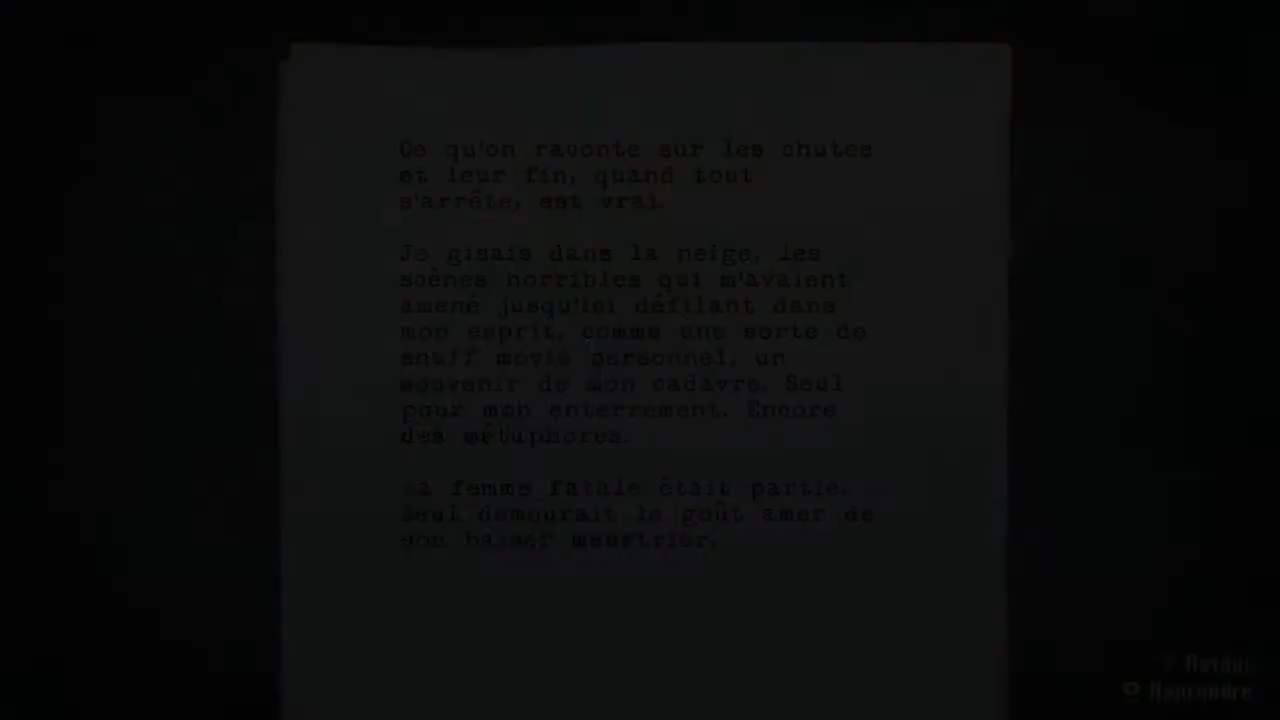 Ce qu'on raconte sur les chutes
et leur fin, quand tout
s'arrête, est vrai.
Je gisais dans la neige, les
scènes horribles qui m'avaient
amené jusqu'ici défilant dans
mon esprit, comme une sorte de
snuff movie personnel, un
souvenir de mon cadavre. Seul
pour mon enterrement. Encore
des métaphores.
La femme fatale était partie.
Seul demeurait le goût amer de
son baiser meurtrier.
Retour
Reprendre